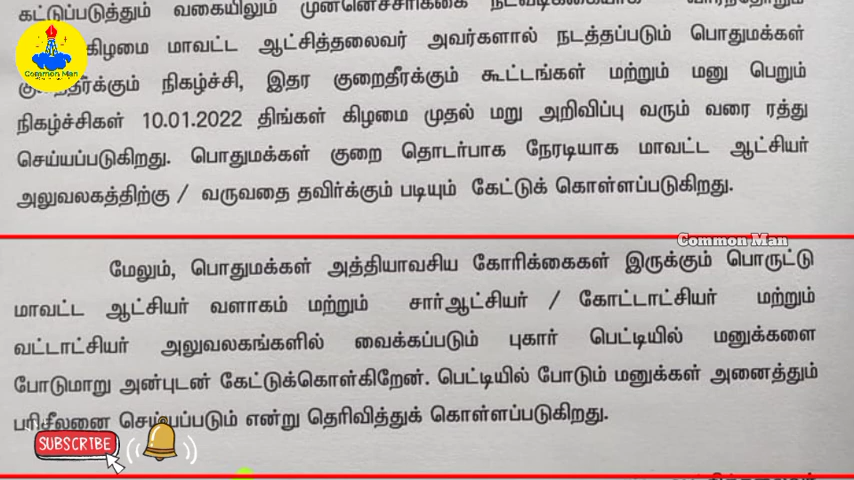 கட்டுப்படுத்தும் வகையிலும் முன்னெச்சரிக்கை நடவடிக்கையாக வாரந்தோறும்
கிழமை மாவட்ட ஆட்சித்தலைவர் அவர்களால் நடத்தப்படும் பொதுமக்கள்
குறைதீர்க்கும் நிகழ்ச்சி, இதர குறைதீர்க்கும் கூட்டங்கள் மற்றும் மனு பெறும்
நிகழ்ச்சிகள் 10.01.2022 திங்கள் கிழமை முதல் மறு அறிவிப்பு வரும் வரை ரத்து
செய்யப்படுகிறது. பொதுமக்கள் குறை தொடர்பாக நேரடியாக மாவட்ட ஆட்சியர்
அலுவலகத்திற்கு / வருவதை தவிர்க்கும் படியும் கேட்டுக் கொள்ளப்படுகிறது.
Common Man
Common Man
மேலும், பொதுமக்கள் அத்தியாவசிய கோரிக்கைகள் இருக்கும் பொருட்டு
மாவட்ட ஆட்சியர் வளாகம் மற்றும் சார்ஆட்சியர் / கோட்டாட்சியர் மற்றும்
வட்டாட்சியர் அலுவலகங்களில் வைக்கப்படும் புகார் பெட்டியில் மனுக்களை
போடுமாறு அன்புடன் கேட்டுக்கொள்கிறேன். பெட்டியில் போடும் மனுக்கள் அனைத்தும்
பரிசீலனை செய்யப்படும் என்று தெரிவித்துக் கொள்ளப்படுகிறது.
SUBSCRIBE